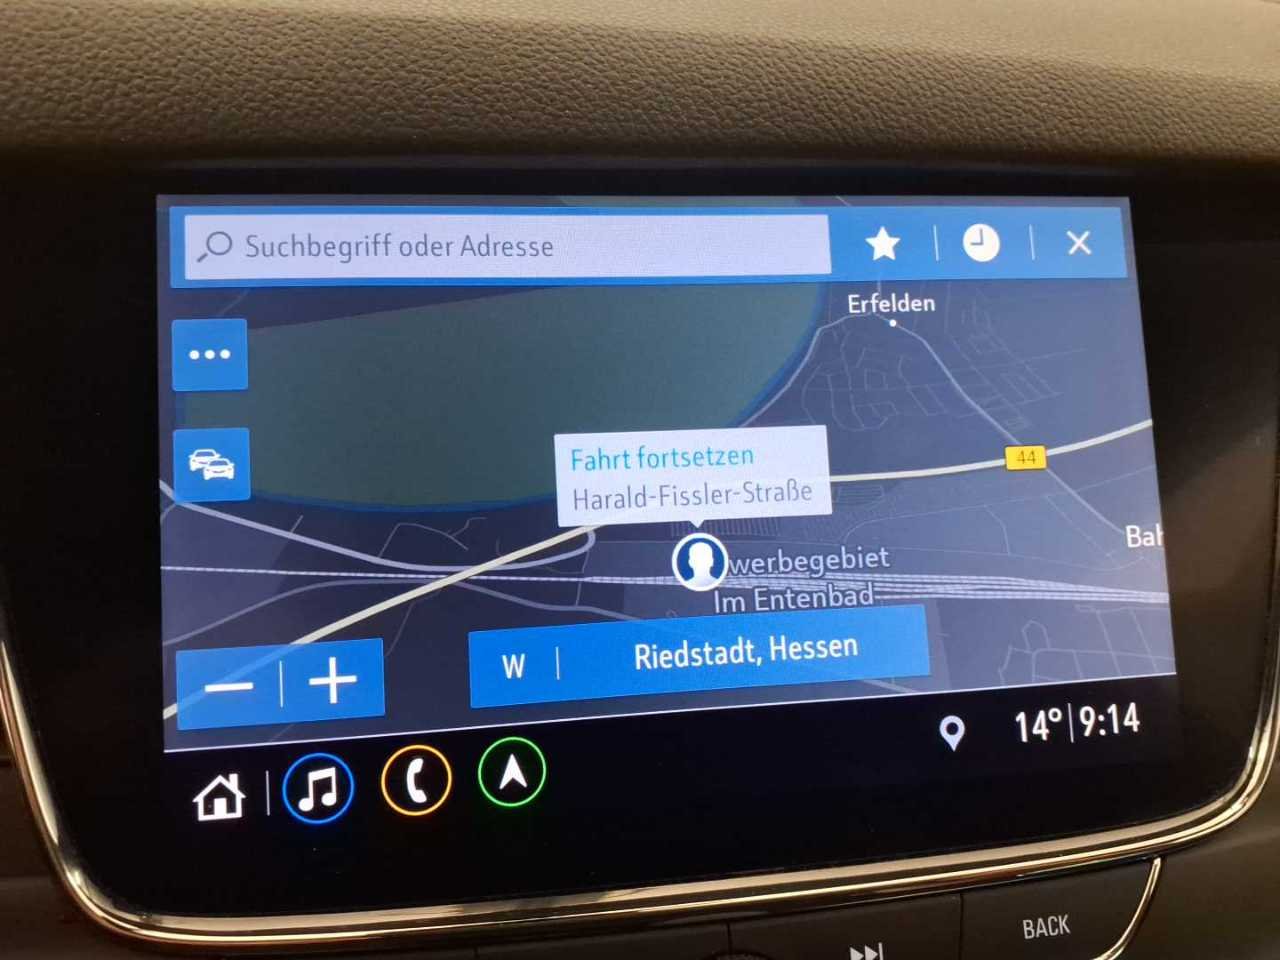 Suchbegriff oder Adresse
Erfelden
Fahrt fortsetzen
Harald-Fissler-Straße
44
Bah
werbegebiet
Im Entenbad
W
Riedstadt, Hessen
14° 9:14
BACK